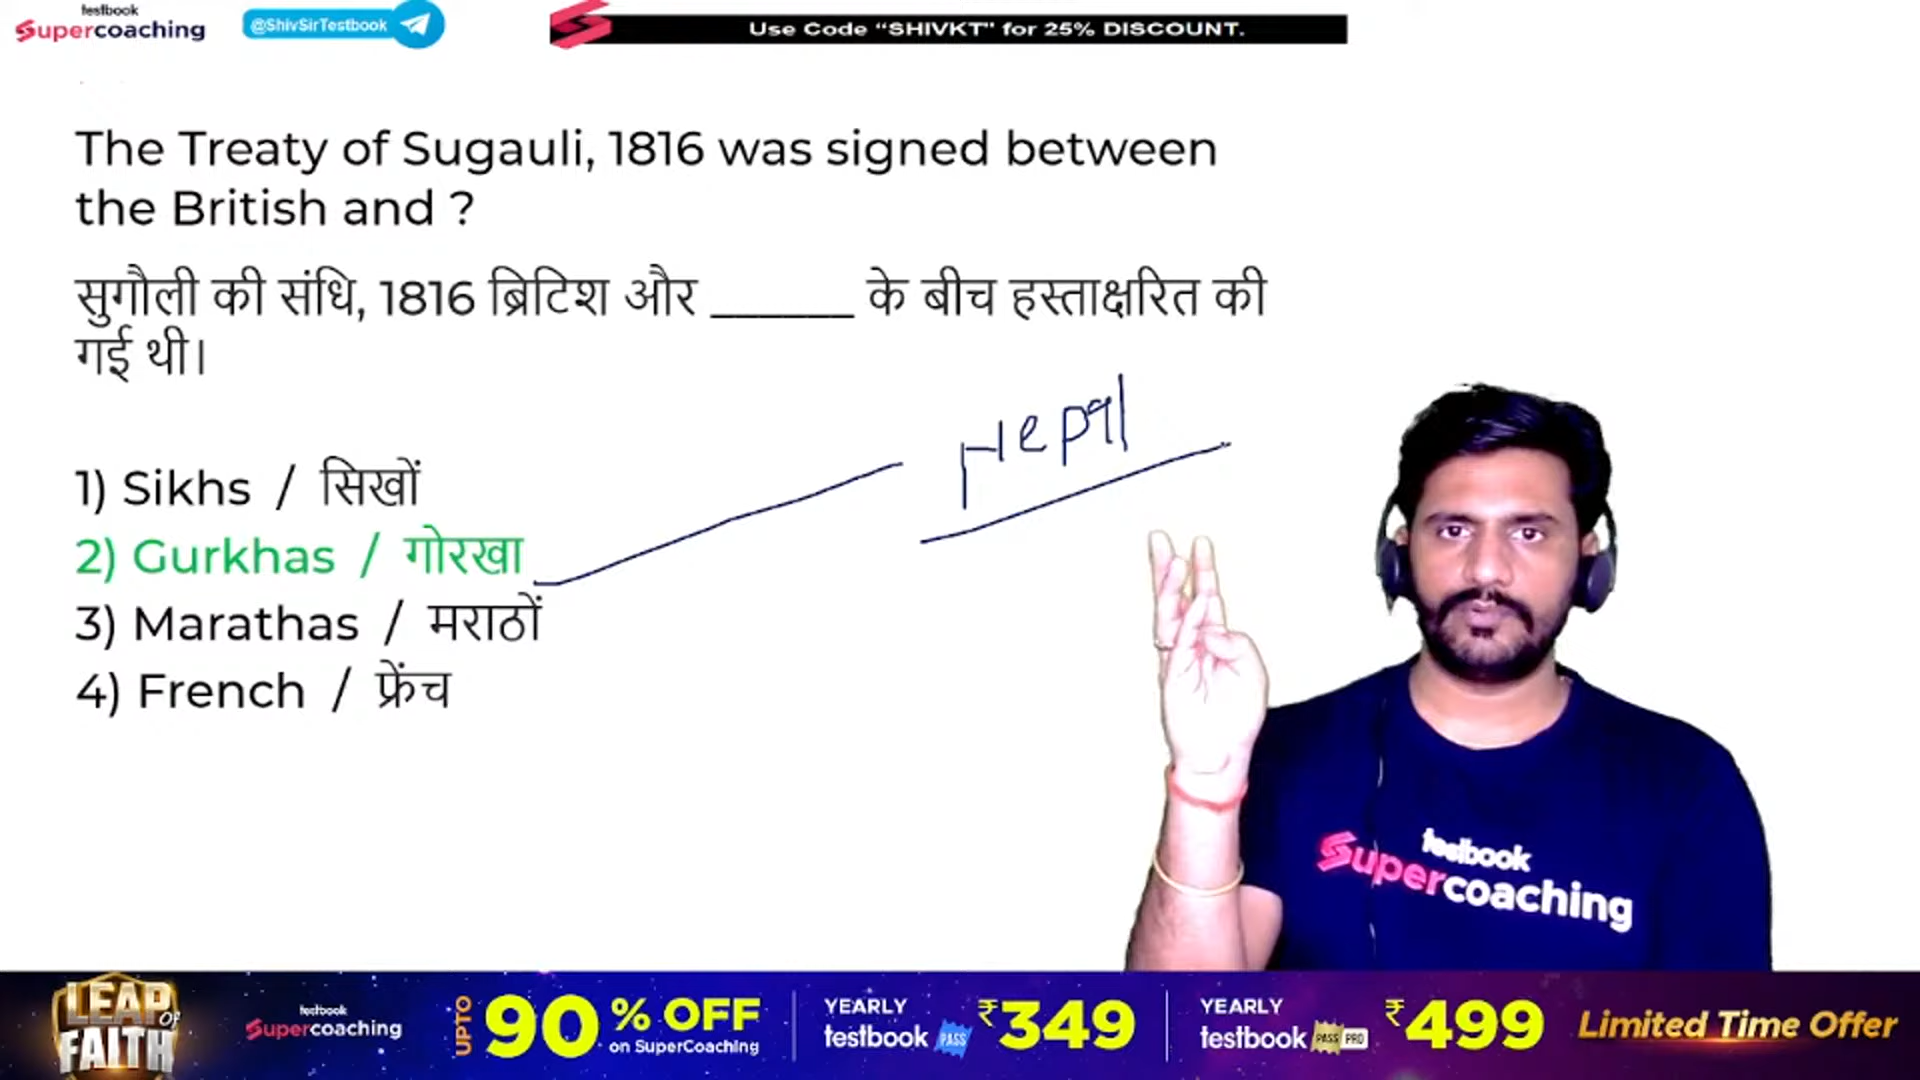 testbook
Supercoaching
@ShivSirTestbook
Use Code “SHIVKT” for 25% DISCOUNT.
The Treaty of Sugauli, 1816 was signed between
the British and ?
सुगौली की संधि, 1816 ब्रिटिश और ______ के बीच हस्ताक्षरित की
गई थी।
Nepal
1) Sikhs / सिखों
2) Gurkhas / गोरखा
3) Marathas / मराठों
4) French / फ्रेंच
testbook
Supercoaching
LEAP OF
FAITH
testbook
Supercoaching
UPTO 90% OFF
on SuperCoaching
YEARLY
testbook PASS ₹349
YEARLY
testbook PASS PRO ₹499
Limited Time Offer